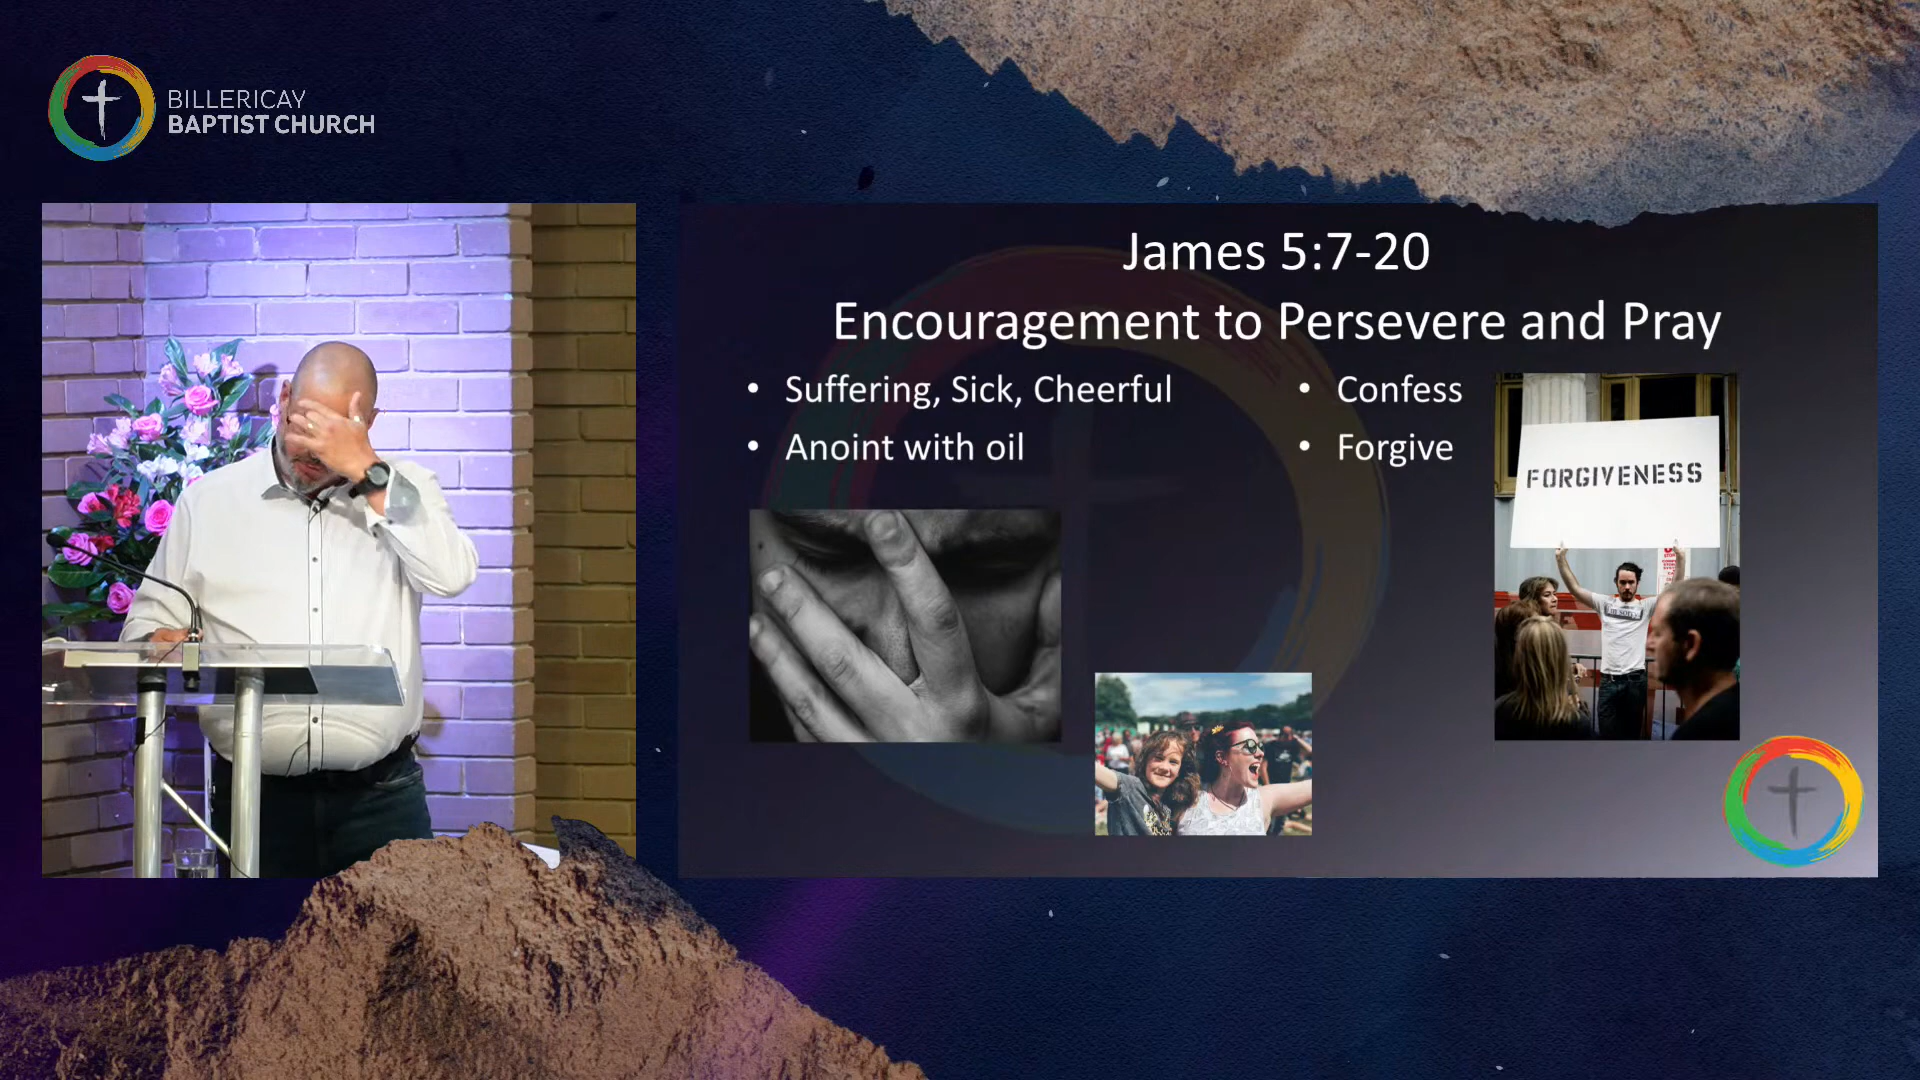 BILLERICAY
BAPTIST CHURCH
James 5:7-20
Encouragement to Persevere and Pray
• Suffering, Sick, Cheerful
• Anoint with oil
• Confess
• Forgive
FORGIVENESS